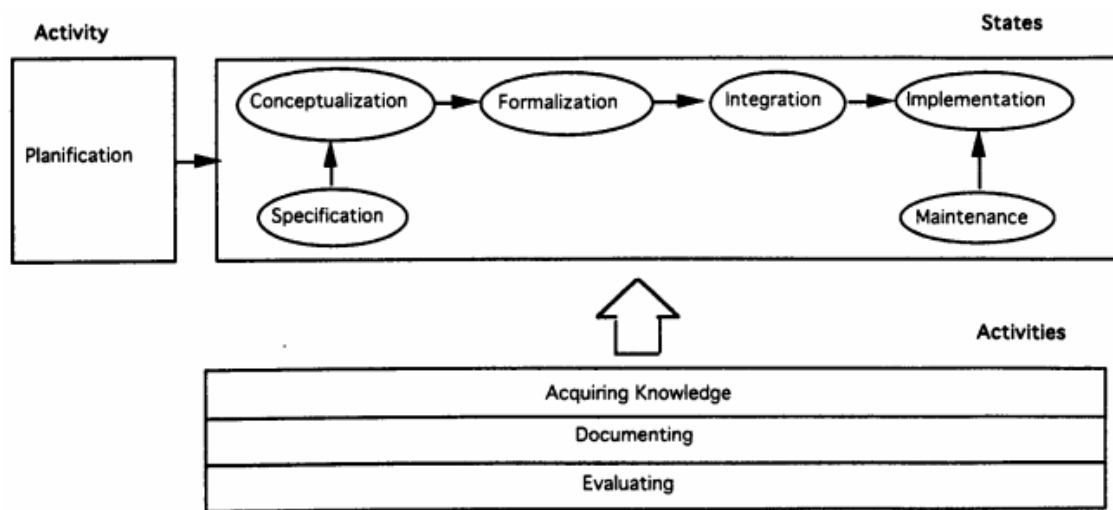 Activity
States
Conceptualization
Formalization
Integration
Implementation
Planification
Specification
Maintenance
Activities
Acquiring Knowledge
Documenting
Evaluating